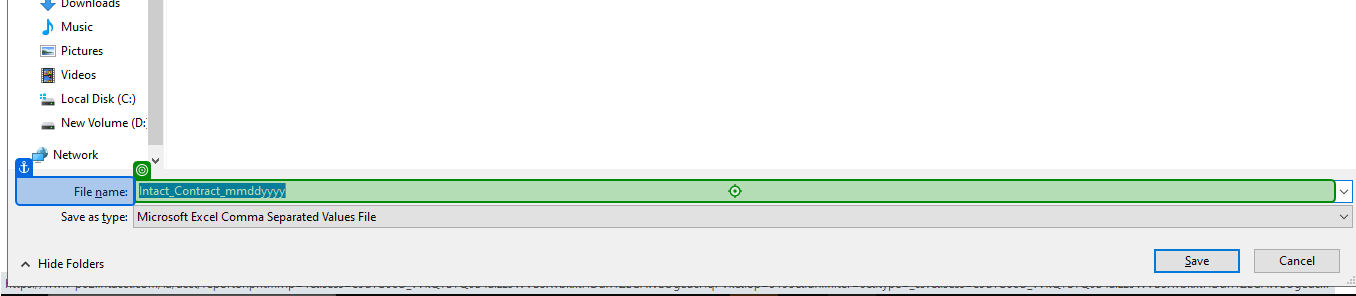 Downloads
Music
Pictures
Videos
Local Disk (C:)
New Volume (D:
Network
File name:
Intact_Contract_mmddyyyy
Save as type:
Microsoft Excel Comma Separated Values File
Save
Cancel
Hide Folders